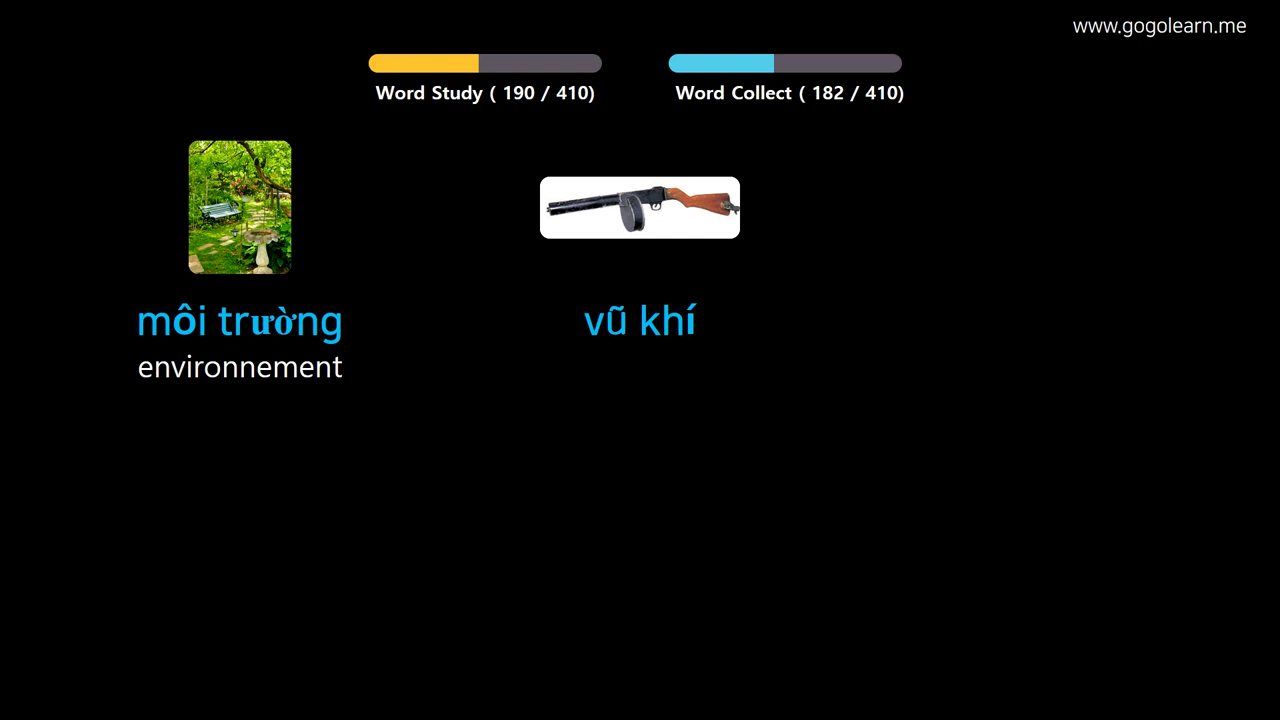 www.gogolearn.me
Word Study ( 190 / 410)
Word Collect ( 182 / 410)
môi trường
environnement
vũ khí